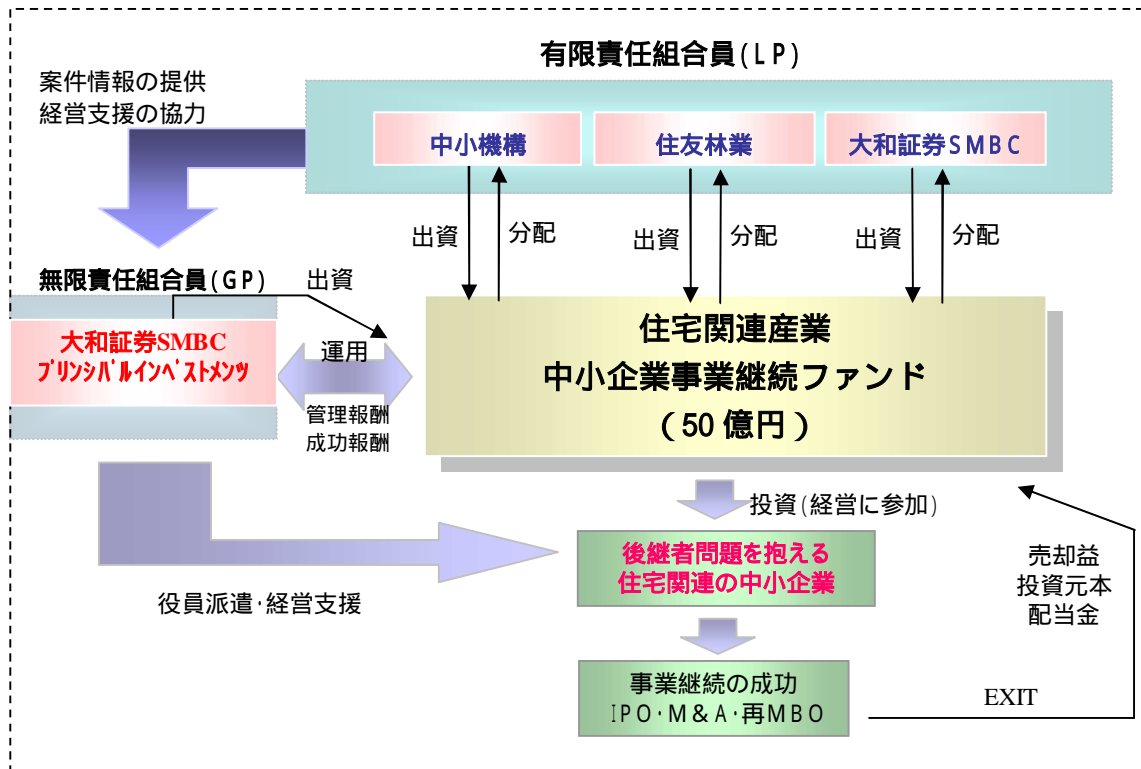 有限責任組合員(LP)
案件情報の提供
経営支援の協力
中小機構
住友林業
大和証券SMBC
出資
分配
出資
分配
出資
分配
無限責任組合員(GP)
出資
大和証券SMBC
プリンシパルインベストメンツ
運用
管理報酬
成功報酬
住宅関連産業
中小企業事業継続ファンド
(50億円)
投資(経営に参加)
後継者問題を抱える
住宅関連の中小企業
役員派遣・経営支援
売却益
投資元本
配当金
事業継続の成功
IPO・M&A・再MBO
EXIT